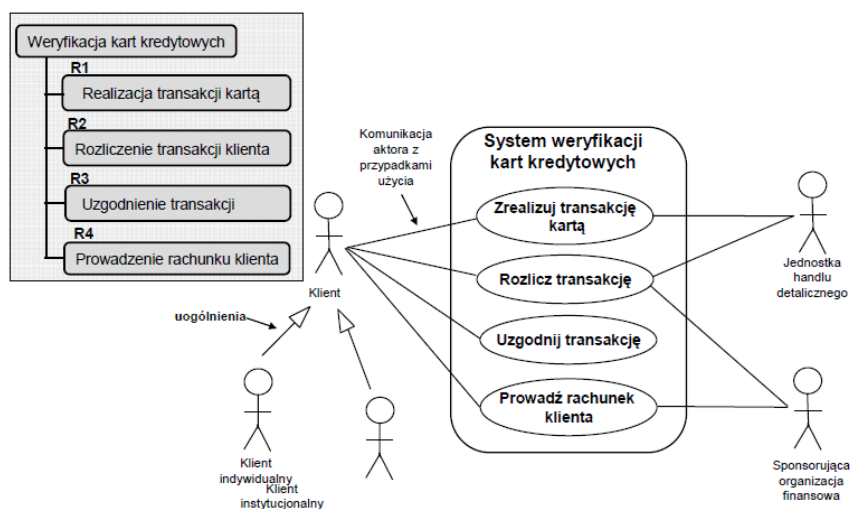 Weryfikacja kart kredytowych
R1
Realizacja transakcji kartą
R2
Rozliczenie transakcji klienta
R3
Uzgodnienie transakcji
R4
Prowadzenie rachunku klienta
Komunikacja
aktora z
przypadkami
użycia
System weryfikacji
kart kredytowych
Zrealizuj transakcję
kartą
Rozlicz transakcję
Uzgodnij transakcję
Prowadź rachunek
klienta
Klient
uogólnienia
Klient
indywidualny
Klient
instytucjonalny
Jednostka
handlu
detalicznego
Sponsorująca
organizacja
finansowa